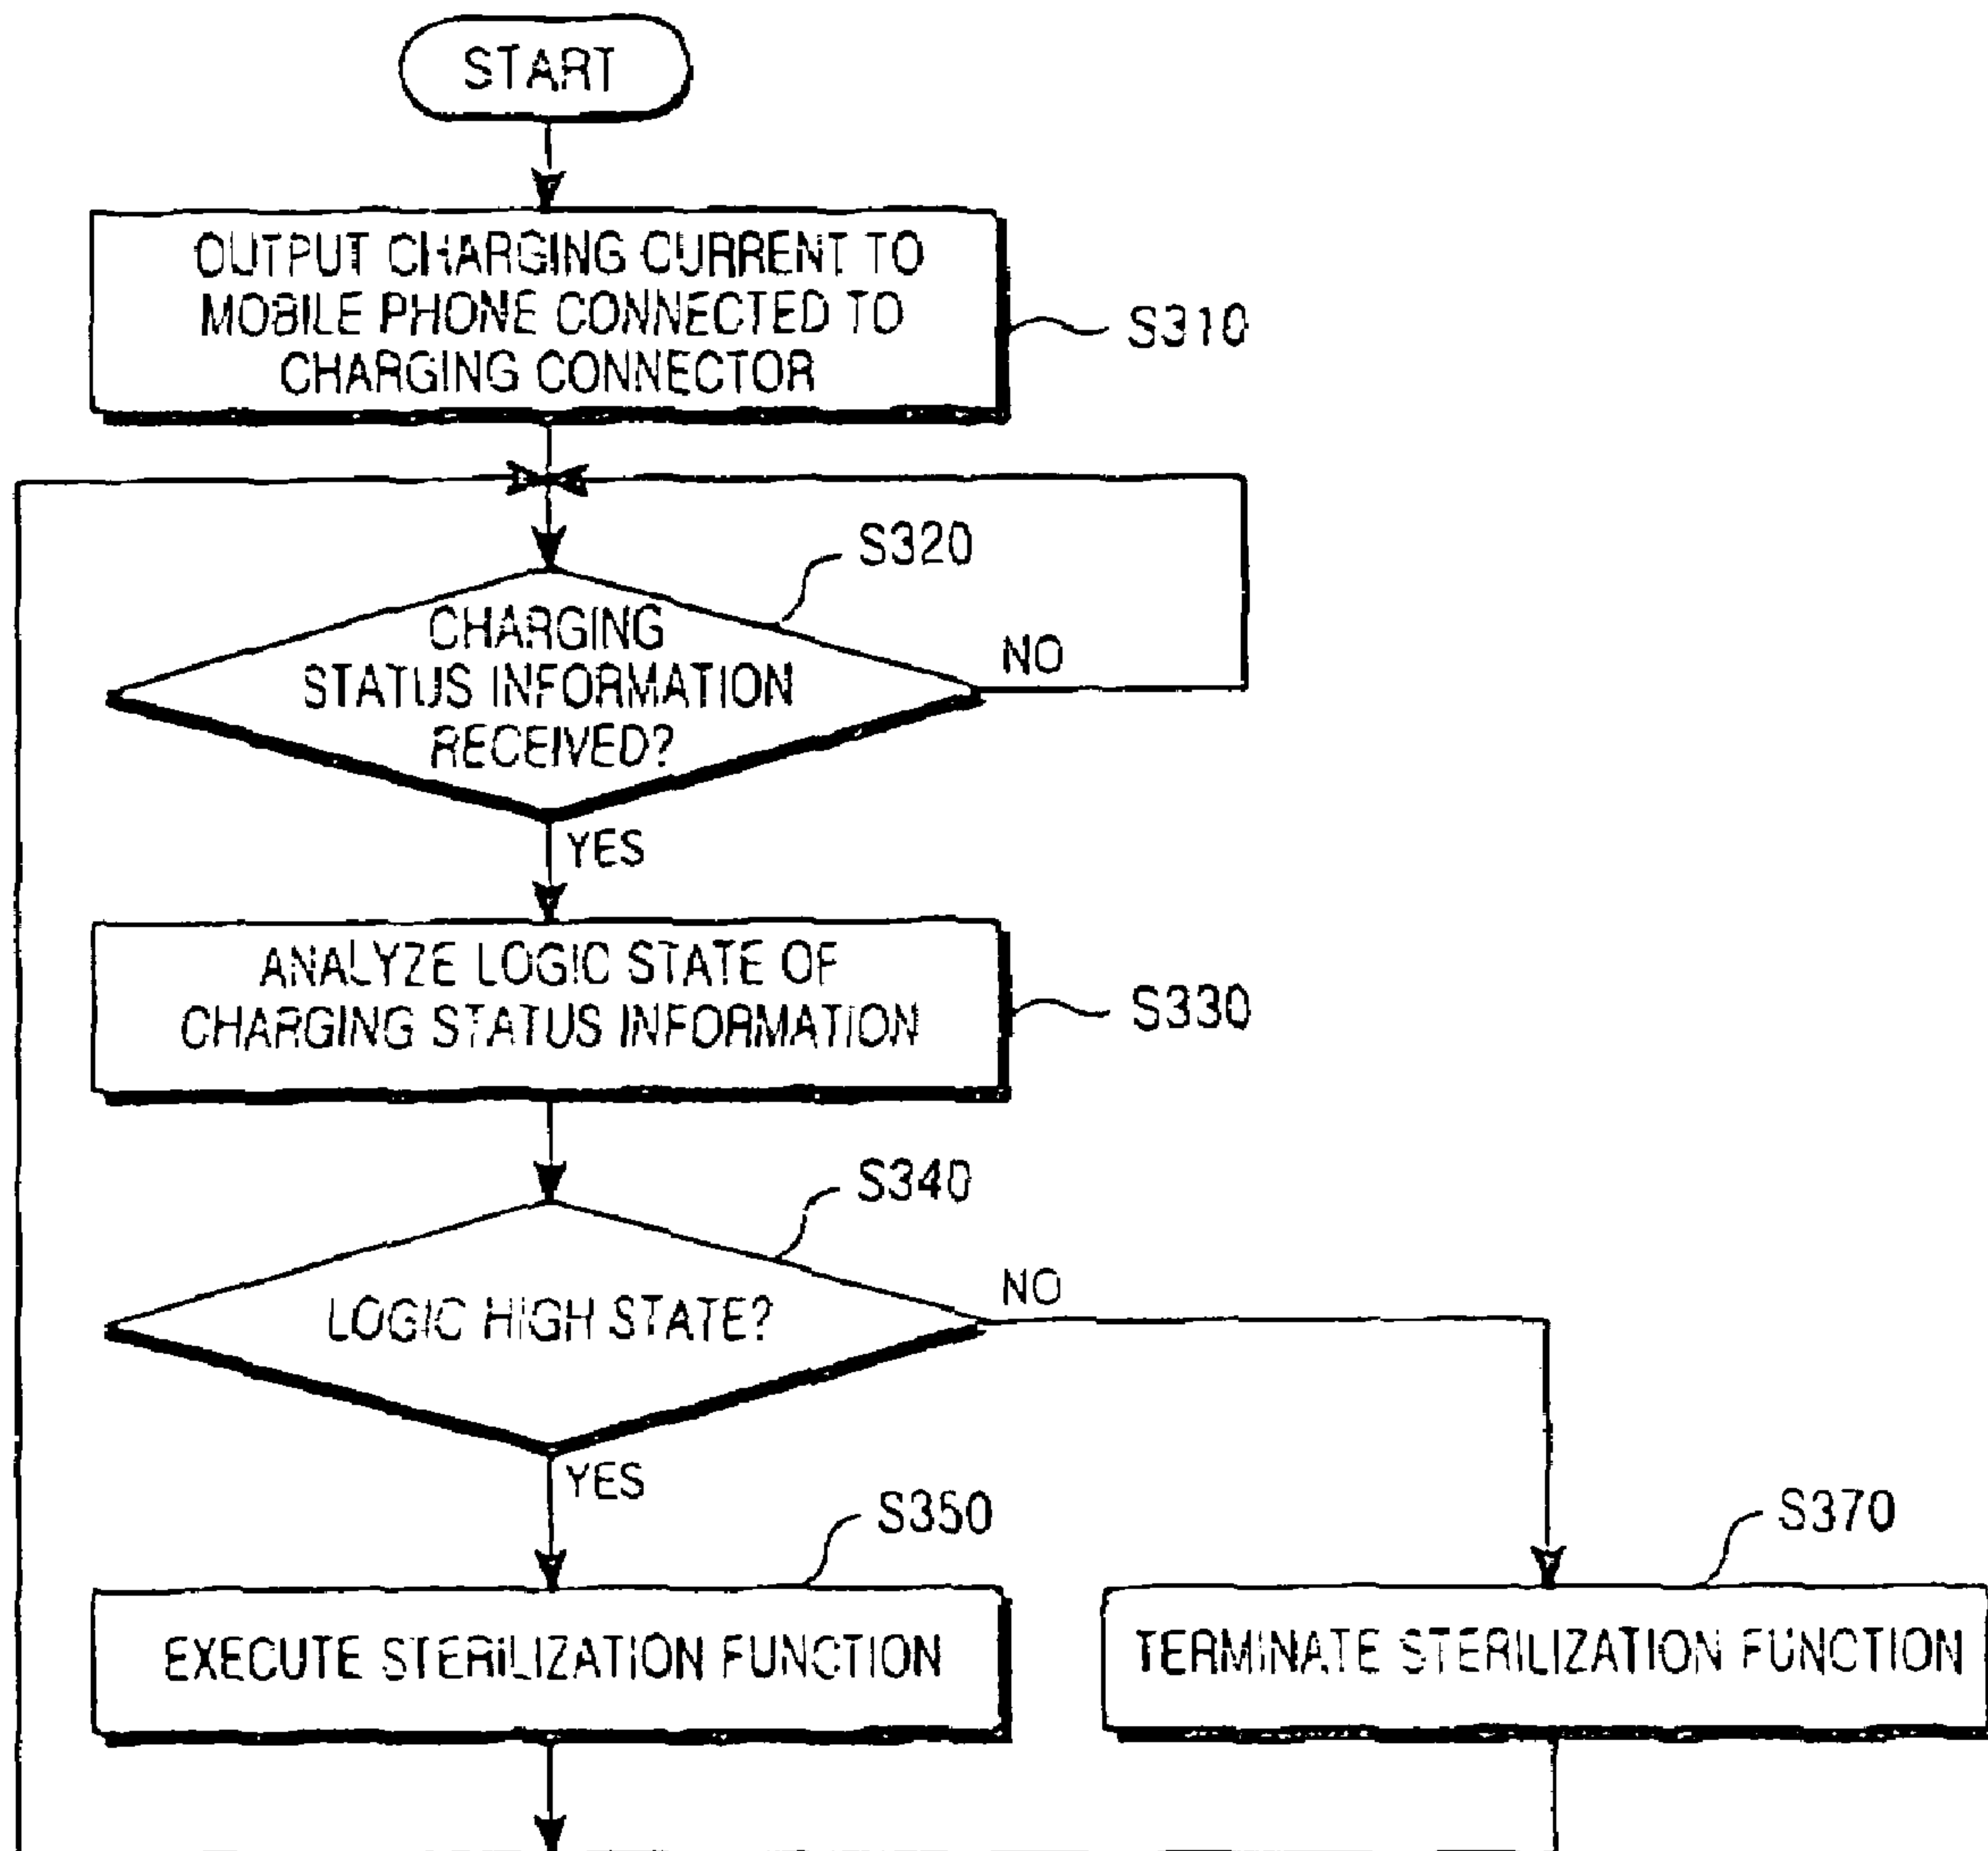 START
OUTPUT CHARGING CURRENT TO
MOBILE PHONE CONNECTED TO
CHARGING CONNECTOR
S310
S320
CHARGING
STATUS INFORMATION
RECEIVED?
NO
YES
ANALYZE LOGIC STATE OF
CHARGING STATUS INFORMATION
S330
S340
LOGIC HIGH STATE?
NO
YES
S350
EXECUTE STERILIZATION FUNCTION
S370
TERMINATE STERILIZATION FUNCTION